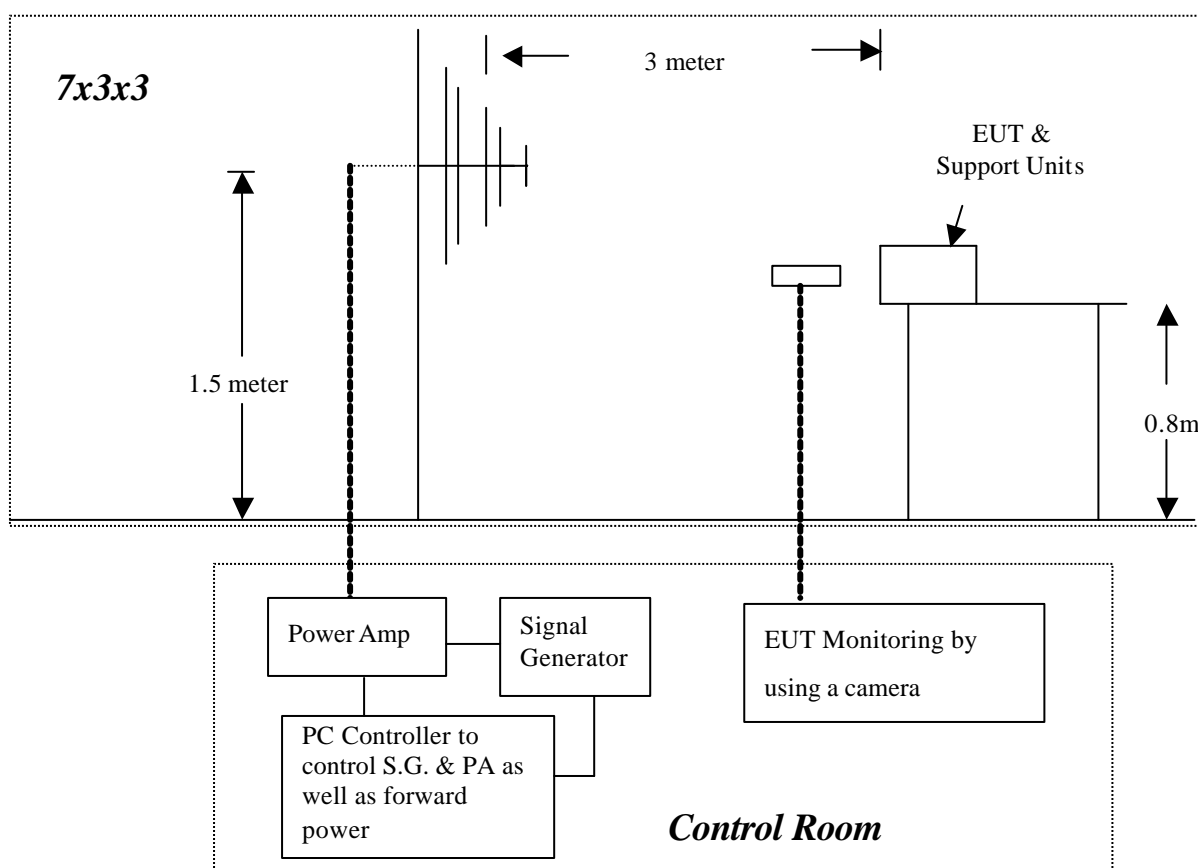 7x3x3
3 meter
EUT &
Support Units
1.5 meter
0.8m
Power Amp
Signal
Generator
EUT Monitoring by
using a camera
PC Controller to
control S.G. & PA as
well as forward
power
Control Room